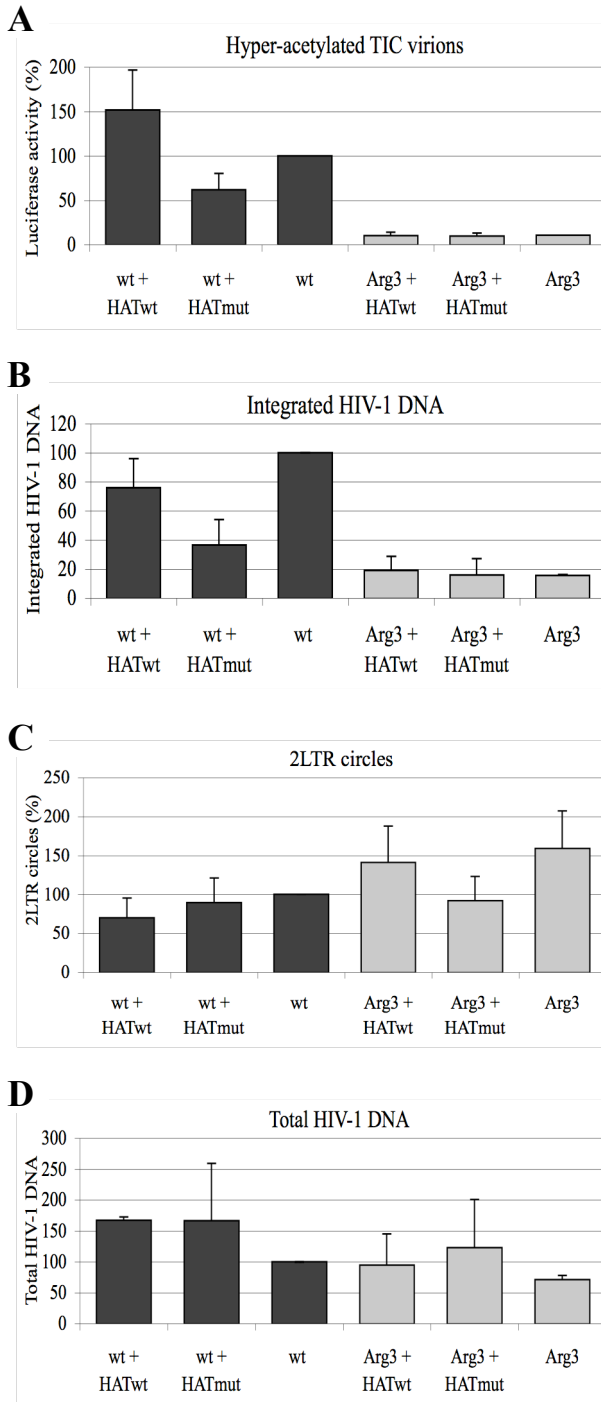 A
Hyper-acetylated TIC virions
Luciferase activity (%)
200
150
100
50
0
wt + HATwt
wt + HATmut
wt
Arg3 + HATwt
Arg3 + HATmut
Arg3
B
Integrated HIV-1 DNA
Integrated HIV-1 DNA
120
100
80
60
40
20
0
wt + HATwt
wt + HATmut
wt
Arg3 + HATwt
Arg3 + HATmut
Arg3
C
2LTR circles
2LTR circles (%)
250
200
150
100
50
0
wt + HATwt
wt + HATmut
wt
Arg3 + HATwt
Arg3 + HATmut
Arg3
D
Total HIV-1 DNA
Total HIV-1 DNA
300
250
200
150
100
50
0
wt + HATwt
wt + HATmut
wt
Arg3 + HATwt
Arg3 + HATmut
Arg3